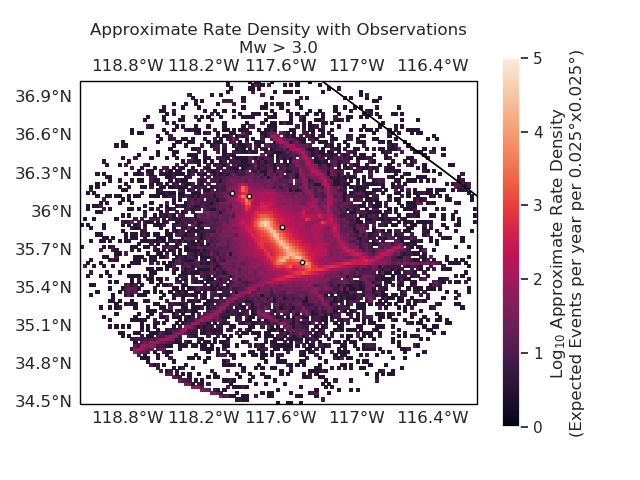 Approximate Rate Density with Observations
Mw > 3.0
118.8°W 118.2°W 117.6°W 117°W 116.4°W
36.9°N
36.6°N
36.3°N
36°N
35.7°N
35.4°N
35.1°N
34.8°N
34.5°N
118.8°W 118.2°W 117.6°W 117°W 116.4°W
5
4
3
2
1
0
Log10 Approximate Rate Density
(Expected Events per year per 0.025°x0.025°)